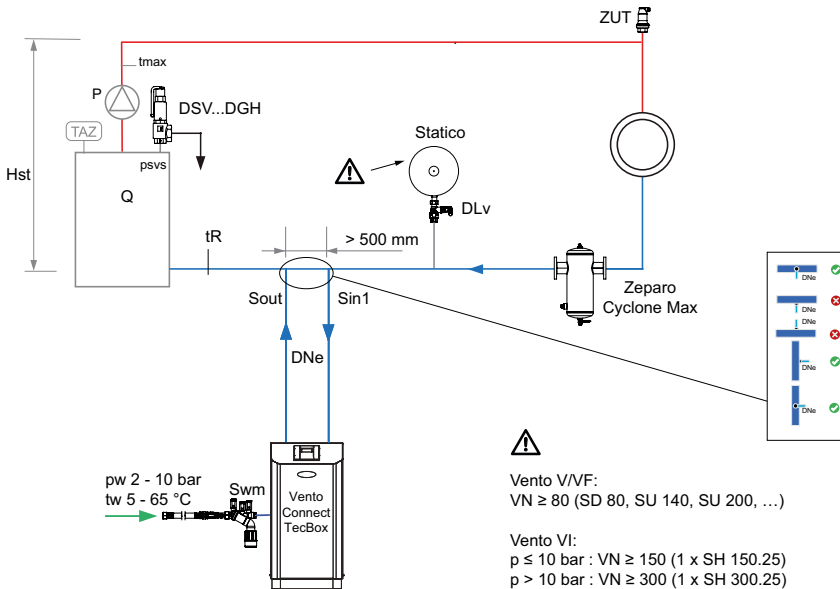 ZUT
tmax
P
DSV...DGH
TAZ
psvs
Statico
Hst
Q
DLv
tR
> 500 mm
Sout
Sin1
Zeparo
Cyclone Max
DNe
DNe
DNe
DNe
DNe
DNe
pw 2 - 10 bar
tw 5 - 65 °C
Swm
Vento
Connect
TecBox
Vento V/VF:
VN ≥ 80 (SD 80, SU 140, SU 200, …)
Vento VI:
p ≤ 10 bar : VN ≥ 150 (1 x SH 150.25)
p > 10 bar : VN ≥ 300 (1 x SH 300.25)